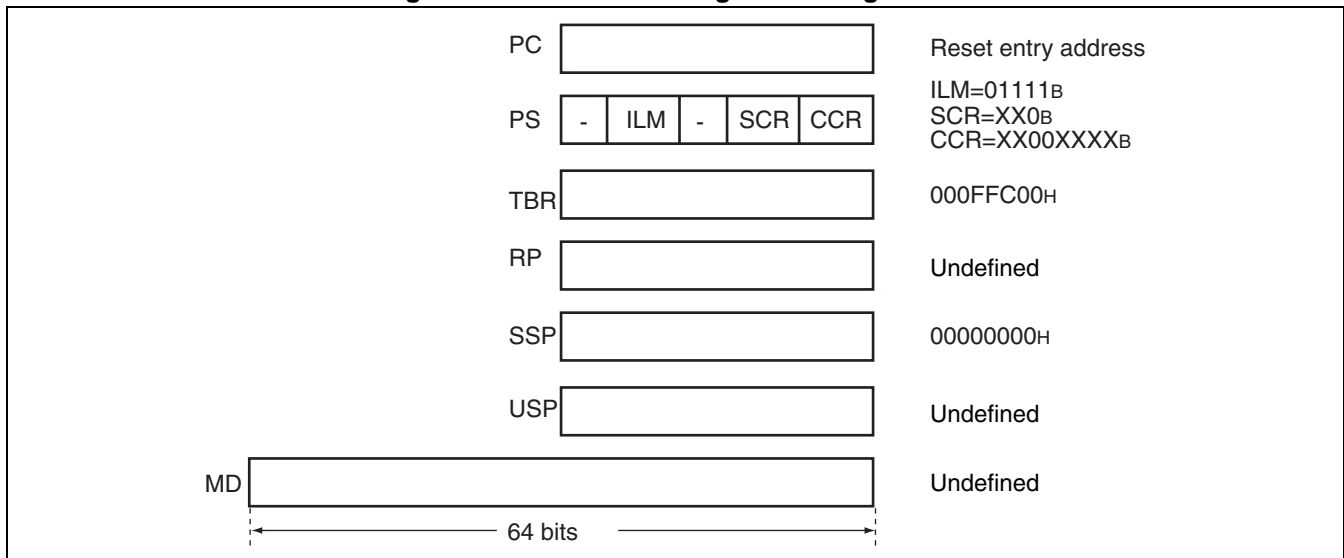 PC Reset entry address
ILM=01111B
PS - ILM - SCR CCR SCR=XX0B
CCR=XX00XXXXB
TBR 000FFC00H
RP Undefined
SSP 00000000H
USP Undefined
MD Undefined
64 bits